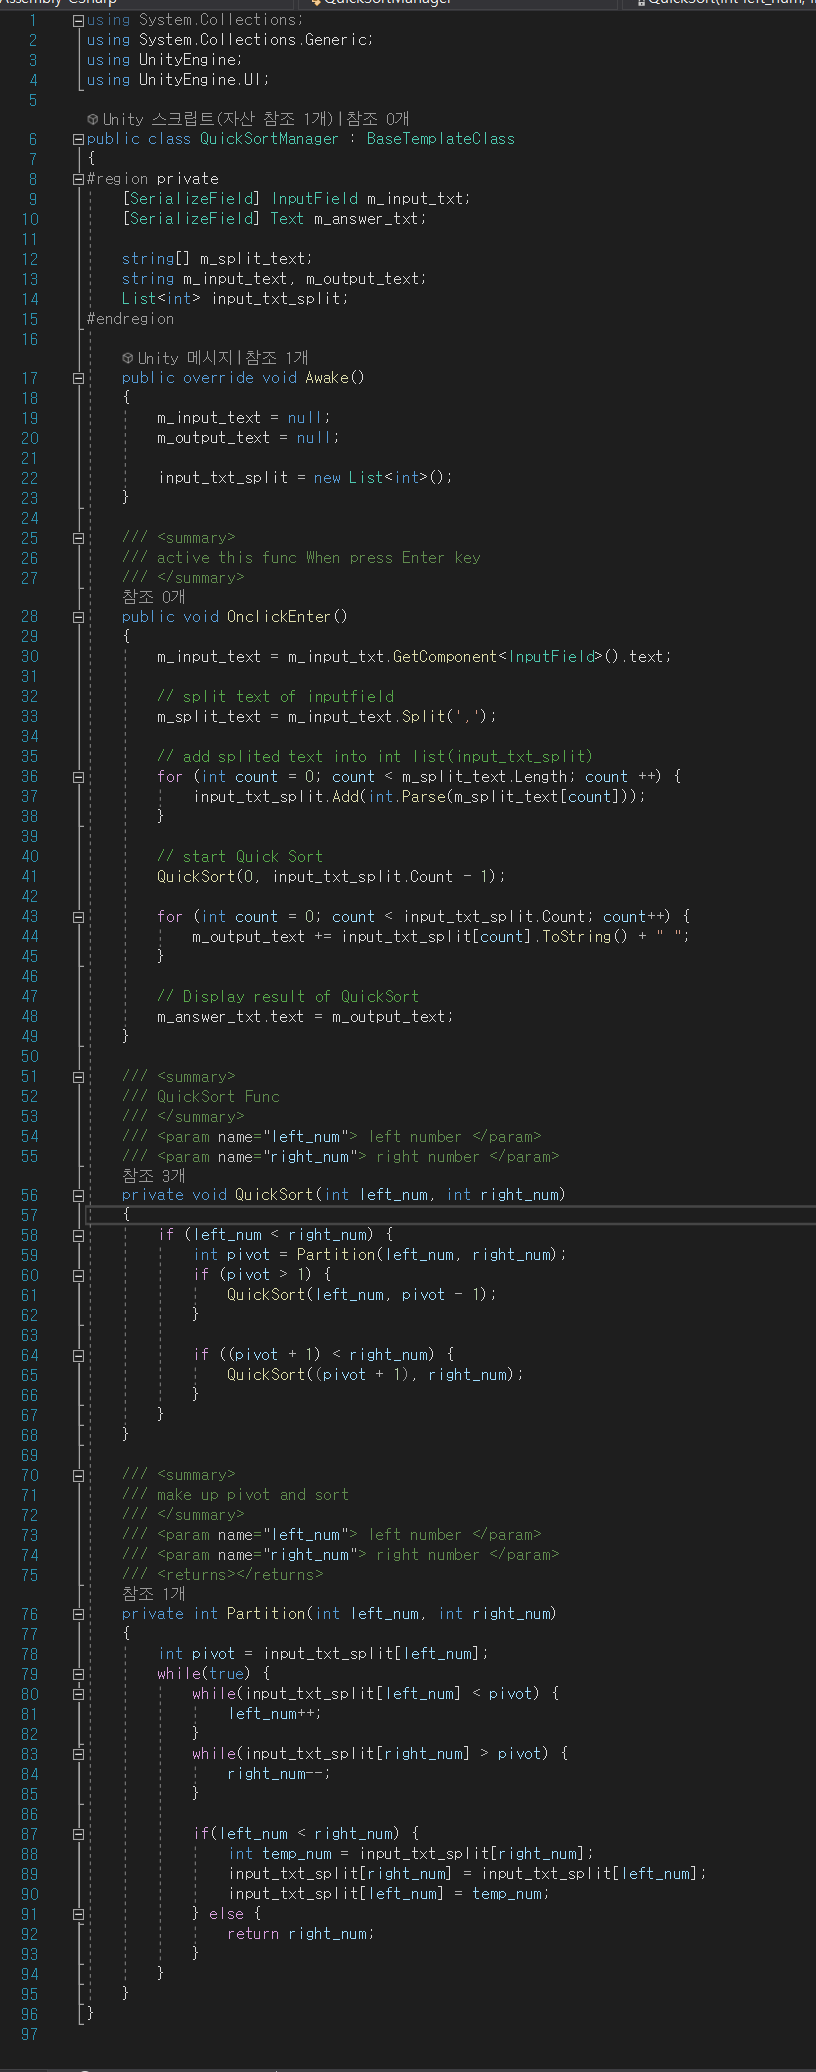 QuickSortManager
1 using System.Collections;
2 using System.Collections.Generic;
3 using UnityEngine;
4 using UnityEngine.UI;
5
Unity 스크립트(자산 참조 1개)|참조 0개
6 public class QuickSortManager : BaseTemplateClass
7 {
8 #region private
9 [SerializeField] InputField m_input_txt;
10 [SerializeField] Text m_answer_txt;
11
12 string[] m_split_text;
13 string m_input_text, m_output_text;
14 List<int> input_txt_split;
15 #endregion
16
Unity 메시지|참조 1개
17 public override void Awake()
18 {
19 m_input_text = null;
20 m_output_text = null;
21
22 input_txt_split = new List<int>();
23 }
24
25 /// <summary>
26 /// active this func When press Enter key
27 /// </summary>
참조 0개
28 public void OnclickEnter()
29 {
30 m_input_text = m_input_txt.GetComponent<InputField>().text;
31
32 // split text of inputfield
33 m_split_text = m_input_text.Split(',');
34
35 // add splited text into int list(input_txt_split)
36 for (int count = 0; count < m_split_text.Length; count ++) {
37 input_txt_split.Add(int.Parse(m_split_text[count]));
38 }
39
40 // start Quick Sort
41 QuickSort(0, input_txt_split.Count - 1);
42
43 for (int count = 0; count < input_txt_split.Count; count++) {
44 m_output_text += input_txt_split[count].ToString() + " ";
45 }
46
47 // Display result of QuickSort
48 m_answer_txt.text = m_output_text;
49 }
50
51 /// <summary>
52 /// QuickSort Func
53 /// </summary>
54 /// <param name="left_num"> left number </param>
55 /// <param name="right_num"> right number </param>
참조 3개
56 private void QuickSort(int left_num, int right_num)
57 {
58 if (left_num < right_num) {
59 int pivot = Partition(left_num, right_num);
60 if (pivot > 1) {
61 QuickSort(left_num, pivot - 1);
62 }
63
64 if ((pivot + 1) < right_num) {
65 QuickSort((pivot + 1), right_num);
66 }
67 }
68 }
69
70 /// <summary>
71 /// make up pivot and sort
72 /// </summary>
73 /// <param name="left_num"> left number </param>
74 /// <param name="right_num"> right number </param>
75 /// <returns></returns>
참조 1개
76 private int Partition(int left_num, int right_num)
77 {
78 int pivot = input_txt_split[left_num];
79 while(true) {
80 while(input_txt_split[left_num] < pivot) {
81 left_num++;
82 }
83 while(input_txt_split[right_num] > pivot) {
84 right_num--;
85 }
86
87 if(left_num < right_num) {
88 int temp_num = input_txt_split[right_num];
89 input_txt_split[right_num] = input_txt_split[left_num];
90 input_txt_split[left_num] = temp_num;
91 } else {
92 return right_num;
93 }
94 }
95 }
96 }
97